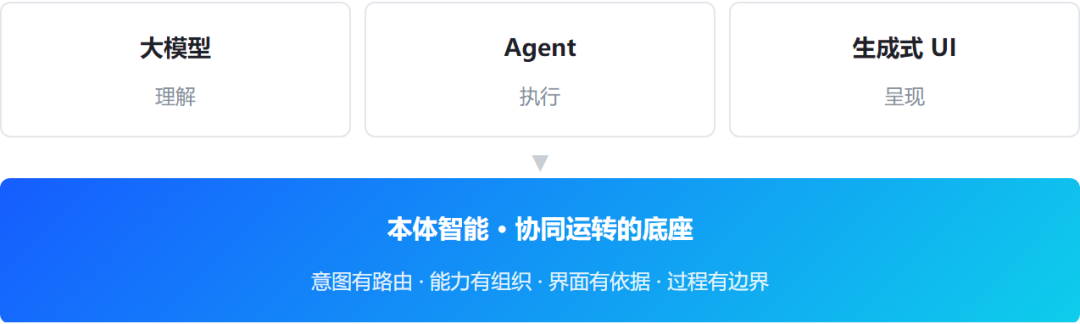 大模型
理解
Agent
执行
生成式 UI
呈现
本体智能 · 协同运转的底座
意图有路由 · 能力有组织 · 界面有依据 · 过程有边界